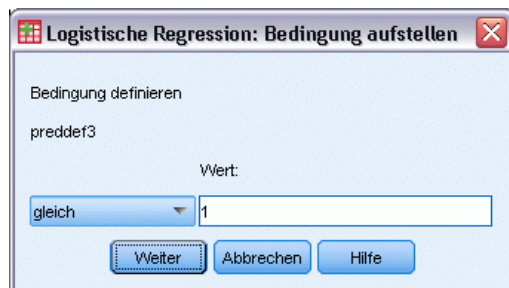 Logistische Regression: Bedingung aufstellen
Bedingung definieren
preddef3
Wert:
gleich 1
Weiter Abbrechen Hilfe